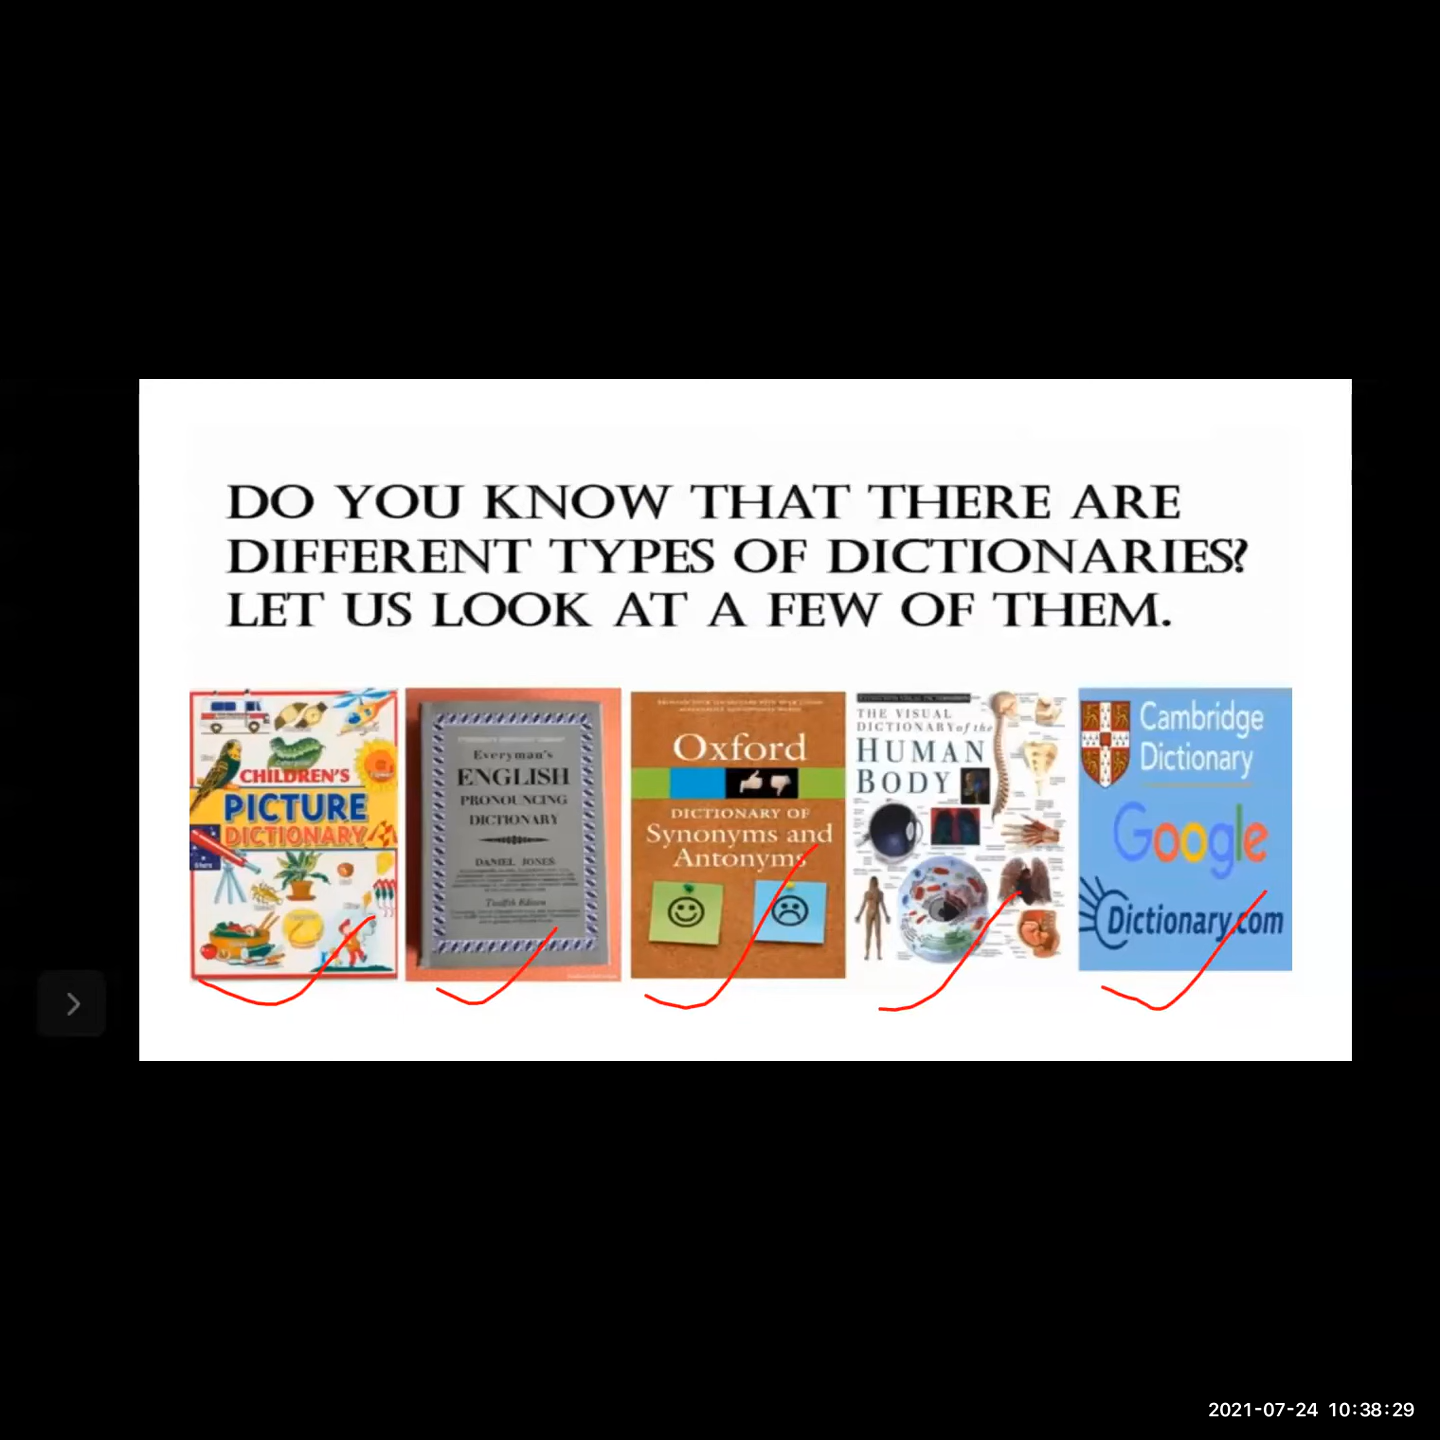 DO YOU KNOW THAT THERE ARE
DIFFERENT TYPES OF DICTIONARIES?
LET US LOOK AT A FEW OF THEM.
CHILDREN'S
PICTURE
DICTIONARY
Stars
Everyman's
ENGLISH
PRONOUNCING
DICTIONARY
DANIEL JONES
Twelfth Edition
Oxford
DICTIONARY OF
Synonyms and
Antonyms
THE VISUAL
DICTIONARY of the
HUMAN
BODY
Cambridge
Dictionary
Google
Dictionary.com
2021-07-24 10:38:29